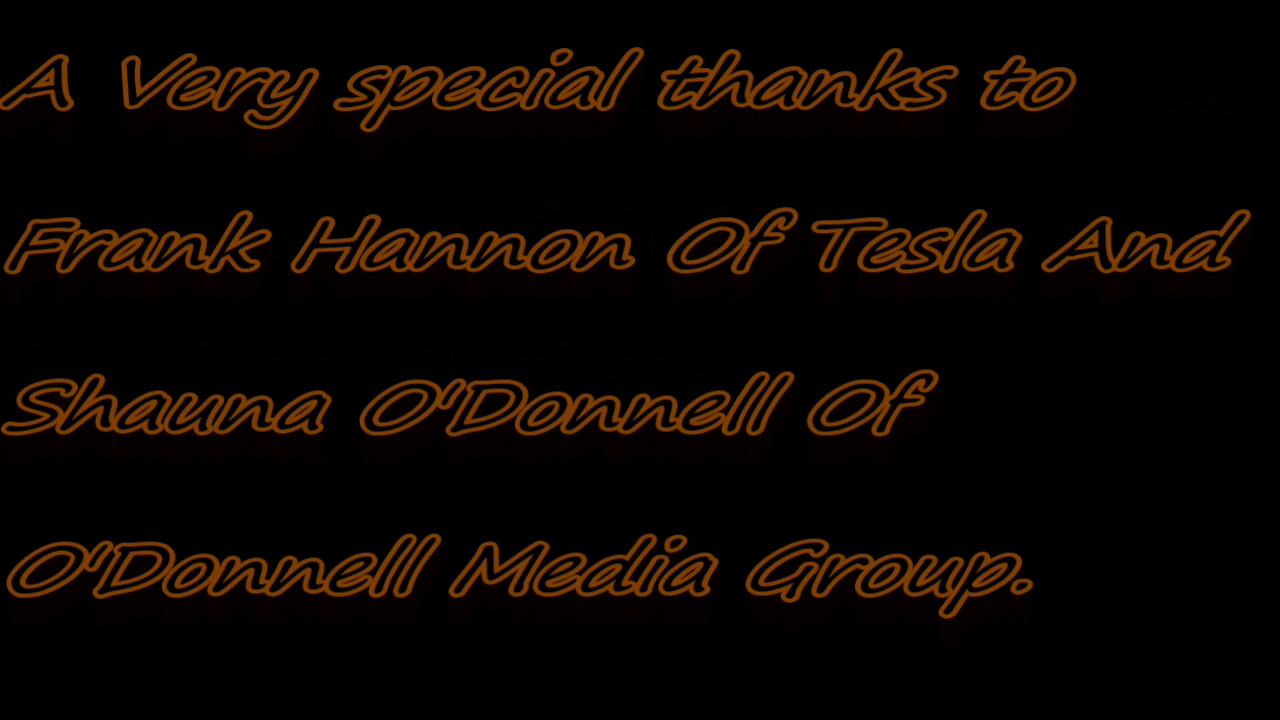 A Very special thanks to
Frank Hannon Of Tesla And
Shauna O'Donnell Of
O'Donnell Media Group.